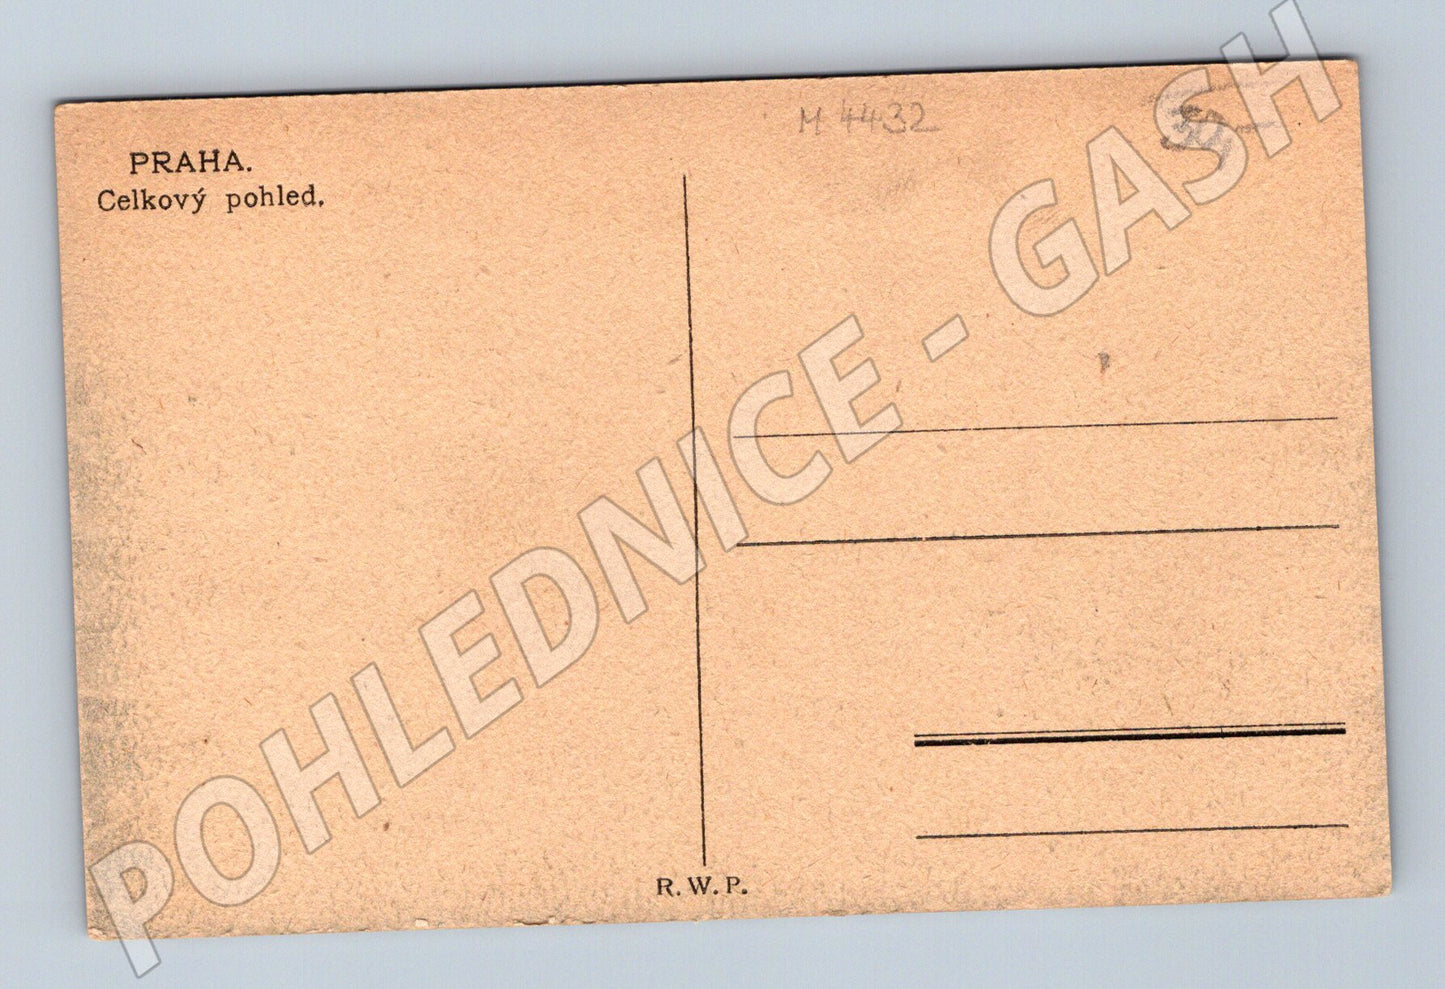 M 4432
PRAHA.
Celkový pohled.
R. W. P.
POHLEDNICE - GASH